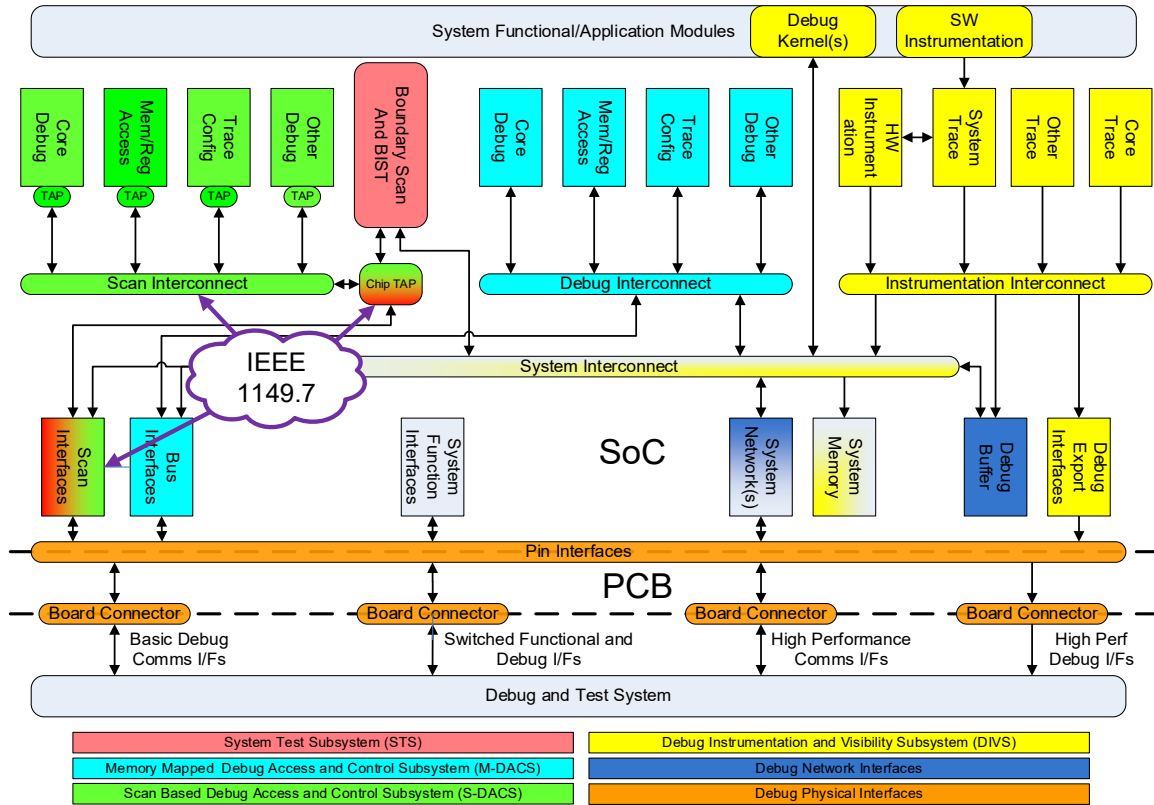 System Functional/Application Modules
Debug
Kernel(s)
SW
Instrumentation
Core
Debug
Mem/Reg
Access
Trace
Config
Other
Debug
TAP
TAP
TAP
TAP
Boundary Scan
And BIST
Core
Debug
Mem/Reg
Access
Trace
Config
Other
Debug
HW
Instrument
ation
System
Trace
Other
Trace
Core
Trace
Scan Interconnect
Chip TAP
Debug Interconnect
Instrumentation Interconnect
IEEE
1149.7
System Interconnect
Scan
Interfaces
Bus
Interfaces
System
Function
Interfaces
SoC
System
Network(s)
System
Memory
Debug
Buffer
Debug
Export
Interfaces
Pin Interfaces
PCB
Board Connector
Board Connector
Board Connector
Board Connector
Basic Debug
Comms I/Fs
Switched Functional and
Debug I/Fs
High Performance
Comms I/Fs
High Perf
Debug I/Fs
Debug and Test System
System Test Subsystem (STS)
Debug Instrumentation and Visibility Subsystem (DIVS)
Memory Mapped Debug Access and Control Subsystem (M-DACS)
Debug Network Interfaces
Scan Based Debug Access and Control Subsystem (S-DACS)
Debug Physical Interfaces